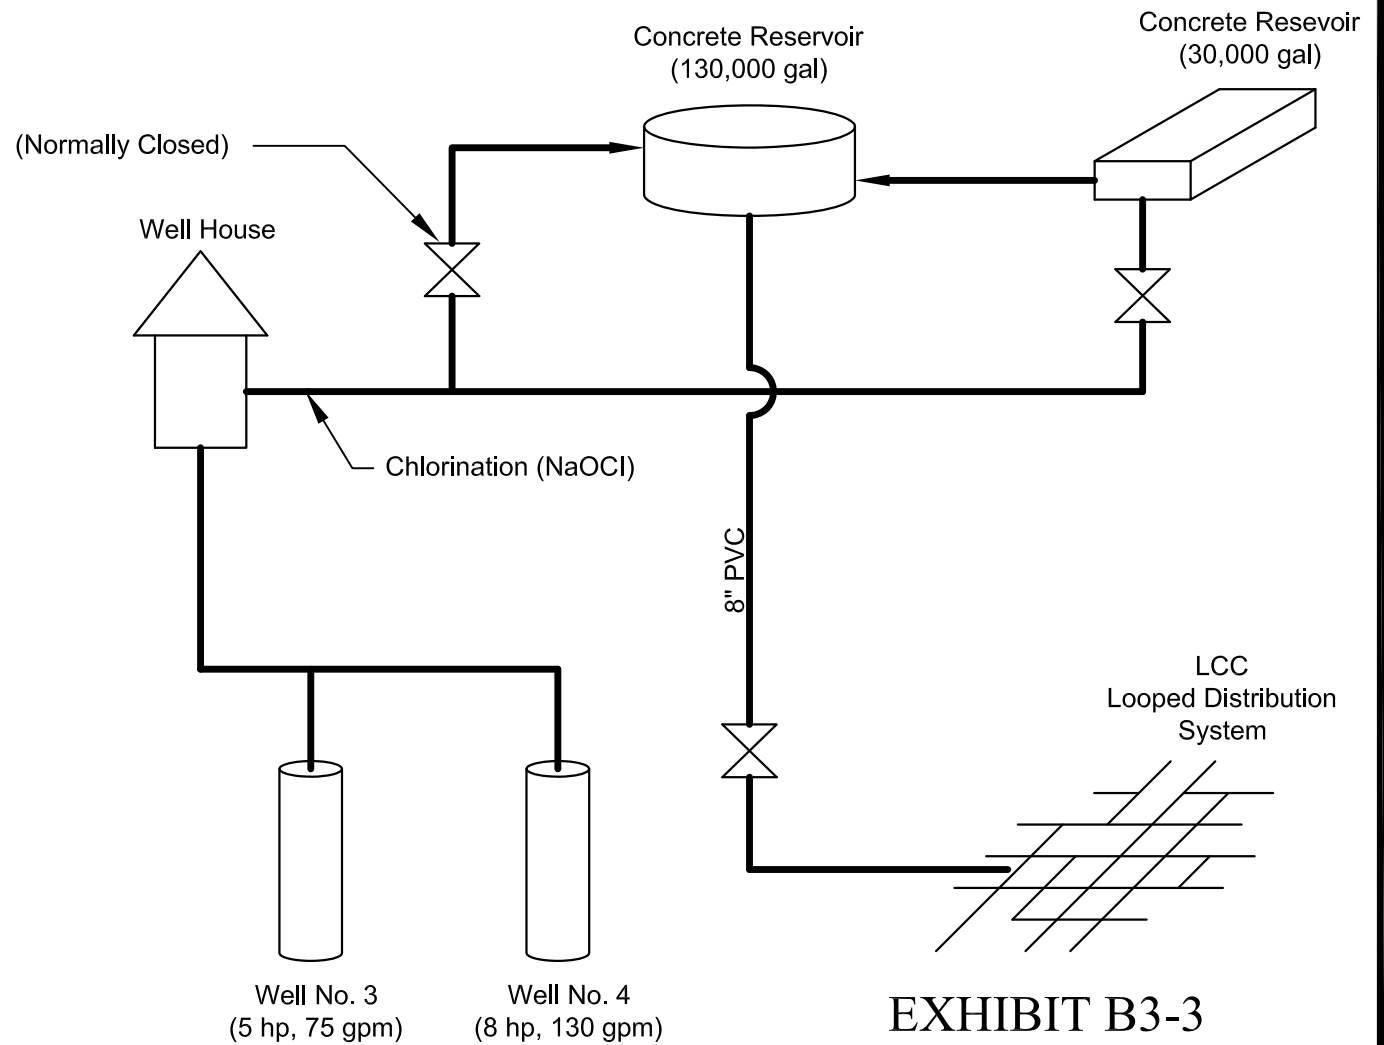 Concrete Reservoir
(130,000 gal)
Concrete Resevoir
(30,000 gal)
(Normally Closed)
Well House
Chlorination (NaOCl)
8" PVC
LCC
Looped Distribution
System
Well No. 3
(5 hp, 75 gpm)
Well No. 4
(8 hp, 130 gpm)
EXHIBIT B3-3